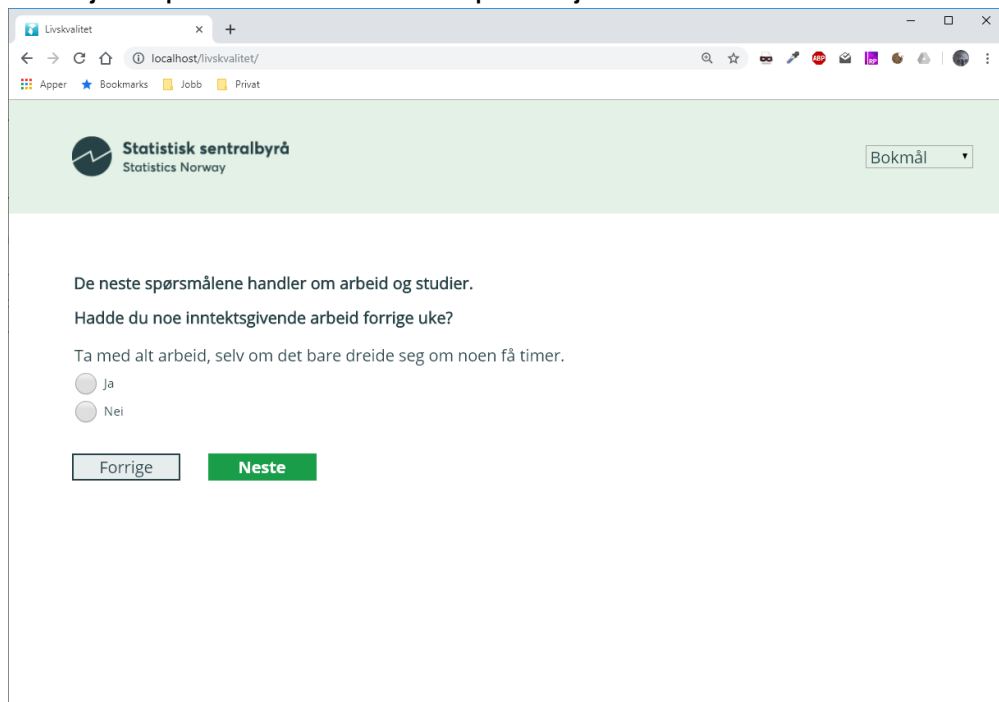 Livskvalitet
localhost/livskvalitet/
ABP
RP
Apper Bookmarks Jobb Privat
Statistisk sentralbyrå
Statistics Norway
Bokmål
De neste spørsmålene handler om arbeid og studier.
Hadde du noe inntektsgivende arbeid forrige uke?
Ta med alt arbeid, selv om det bare dreide seg om noen få timer.
Ja
Nei
Forrige Neste